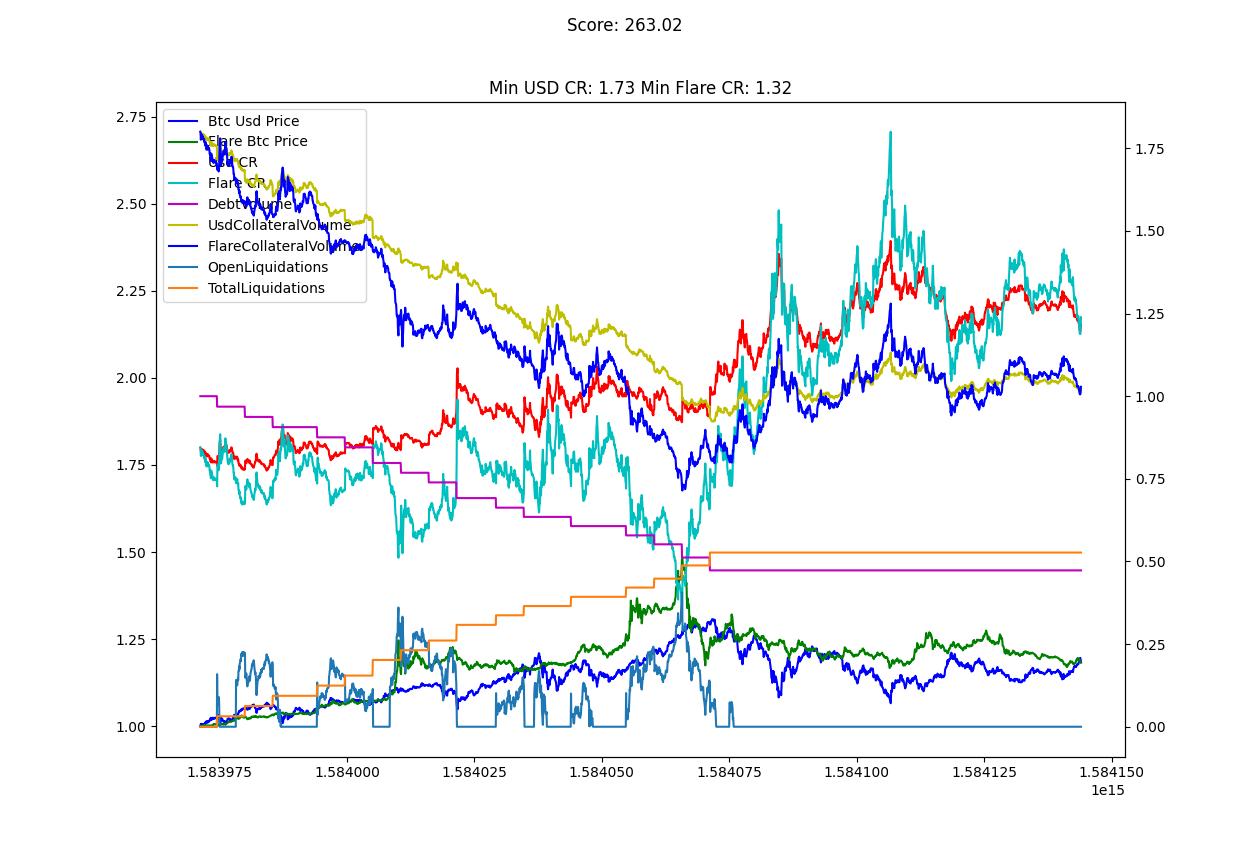 Score: 263.02
Min USD CR: 1.73 Min Flare CR: 1.32
Btc Usd Price
Flare Btc Price
Usd CR
Flare CR
DebtVolume
UsdCollateralVolume
FlareCollateralVolume
OpenLiquidations
TotalLiquidations
2.75
2.50
2.25
2.00
1.75
1.50
1.25
1.00
1.75
1.50
1.25
1.00
0.75
0.50
0.25
0.00
1.583975
1.584000
1.584025
1.584050
1.584075
1.584100
1.584125
1.584150
1e15